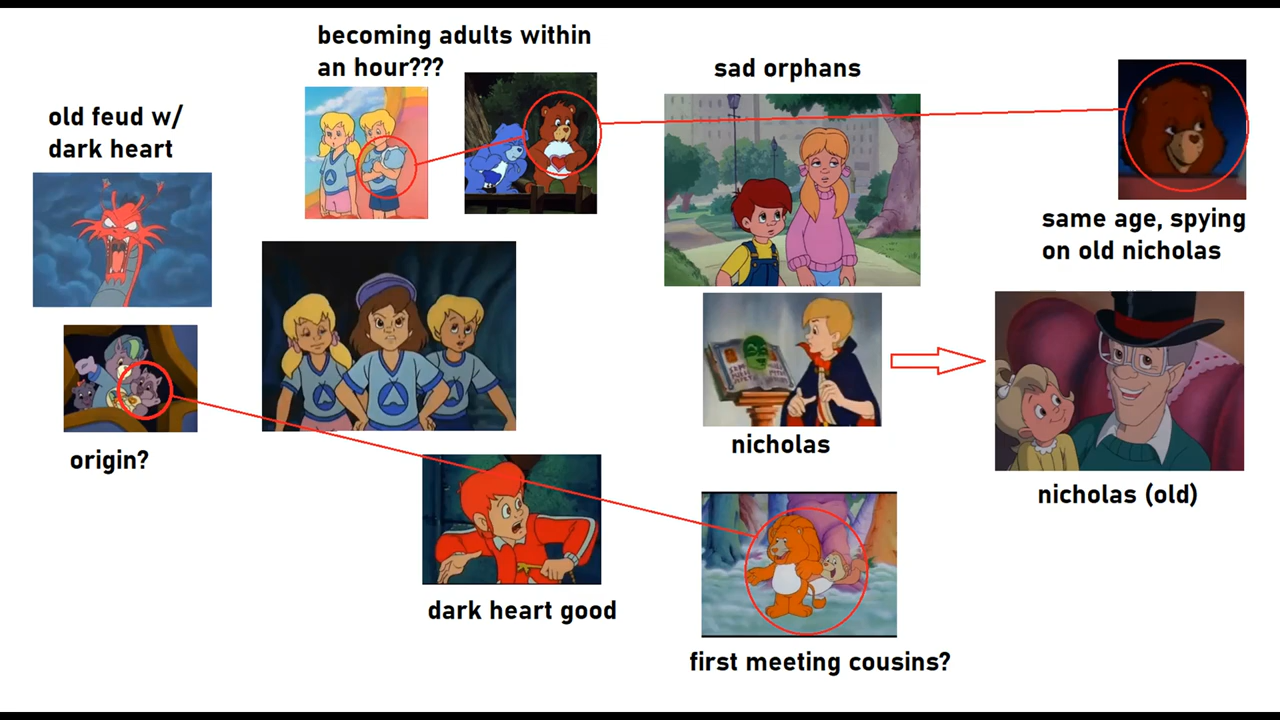 becoming adults within
an hour???
sad orphans
old feud w/
dark heart
same age, spying
on old nicholas
nicholas
origin?
nicholas (old)
dark heart good
first meeting cousins?